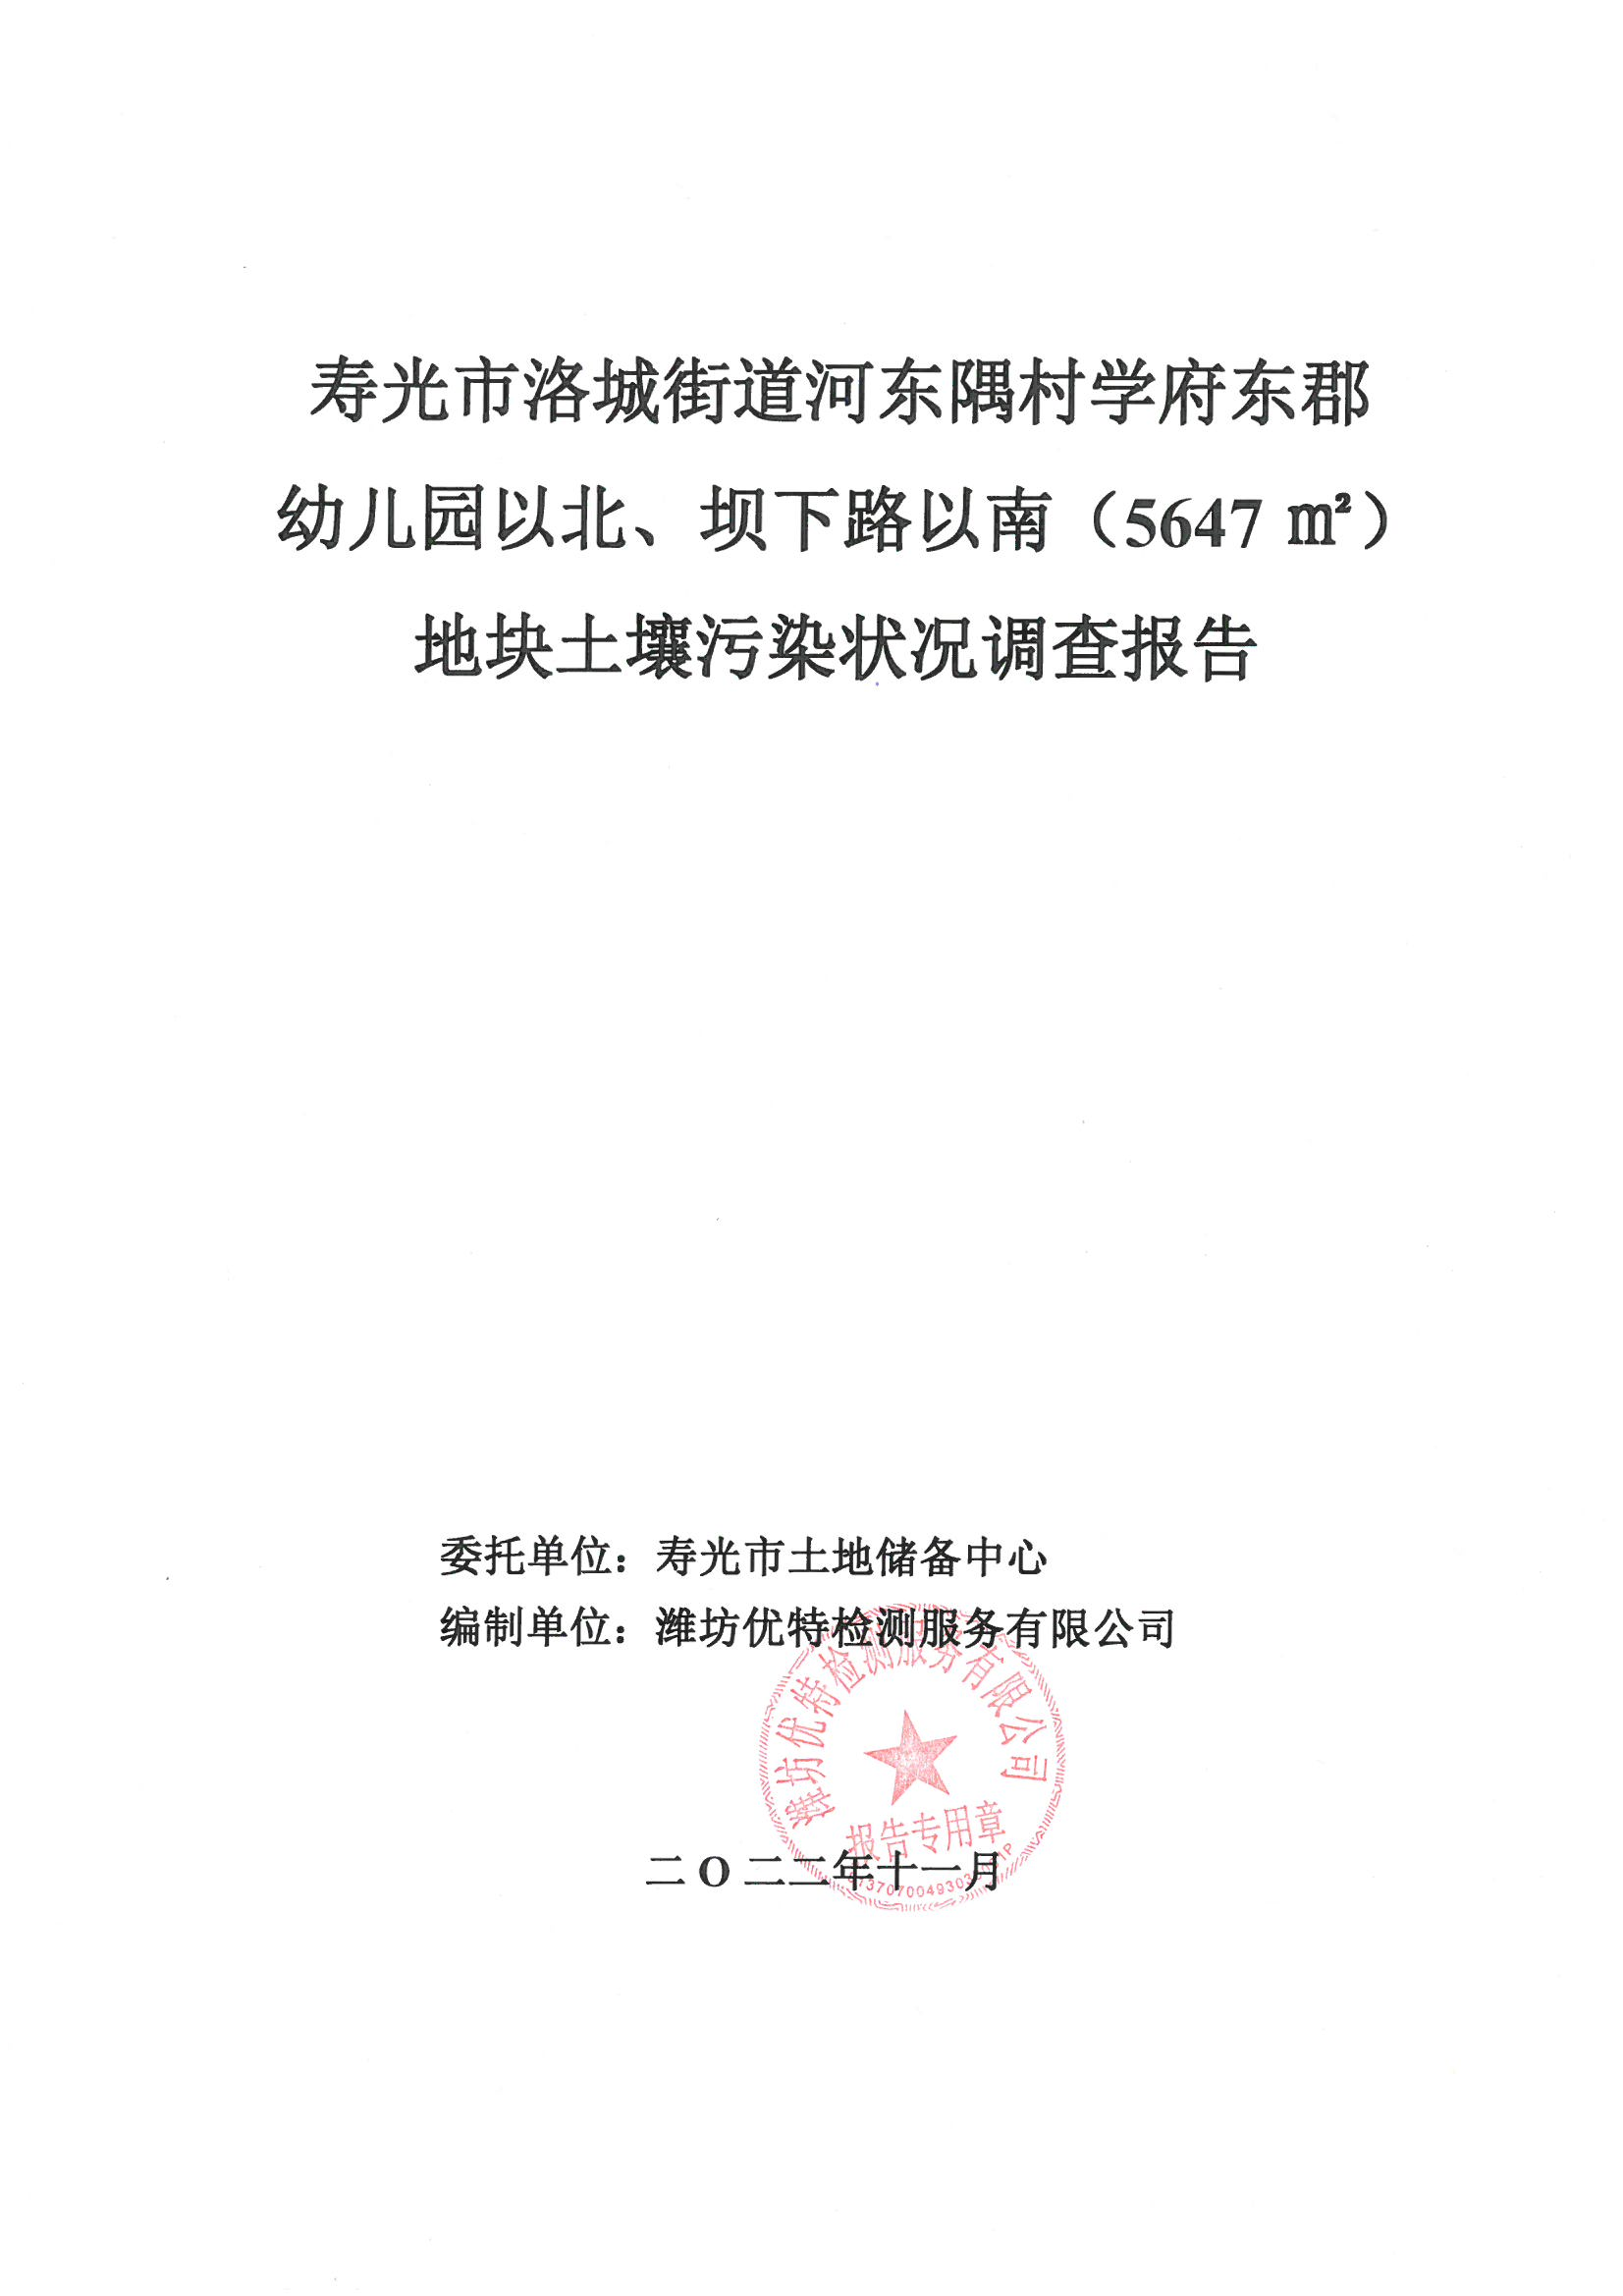 寿光市洛城街道河东隅村学府东郡
幼儿园以北、坝下路以南（5647 ㎡）
地块土壤污染状况调查报告
委托单位：寿光市土地储备中心
编制单位：潍坊优特检测服务有限公司
潍坊优特检测服务有限公司
报告专用章
二 O 二二年十一月